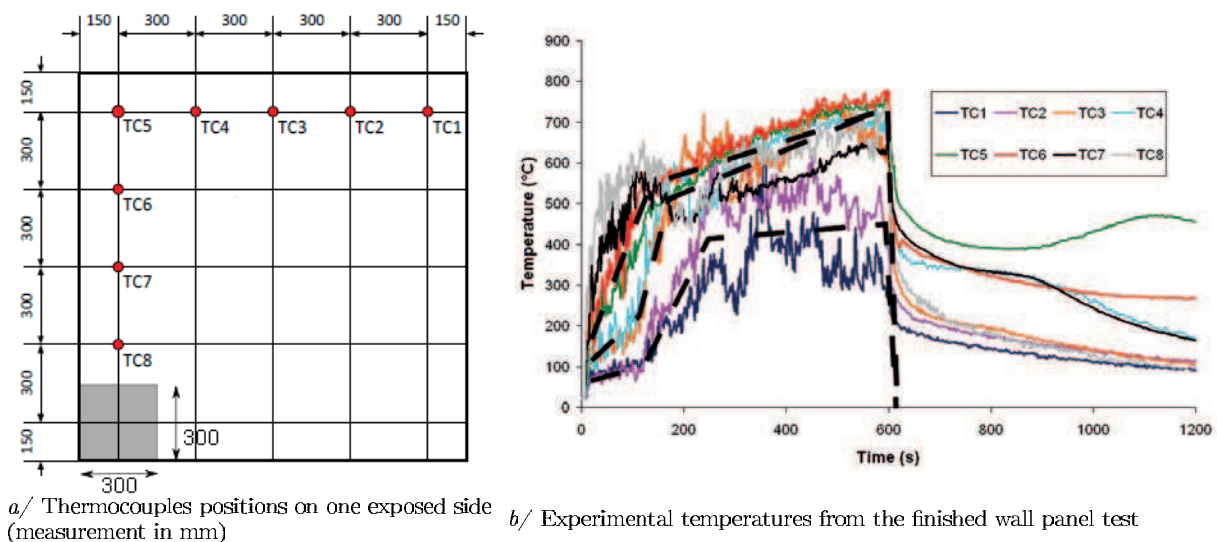 150 300 300 300 300 150
150
TC5 TC4 TC3 TC2 TC1
300
TC6
300
TC7
300
TC8
300
300
150
300
a/ Thermocouples positions on one exposed side
(measurement in mm)
900
800
700
600
500
400
300
200
100
0
Temperature (°C)
TC1 TC2 TC3 TC4
TC5 TC6 TC7 TC8
0 200 400 600 800 1000 1200
Time (s)
b/ Experimental temperatures from the finished wall panel test